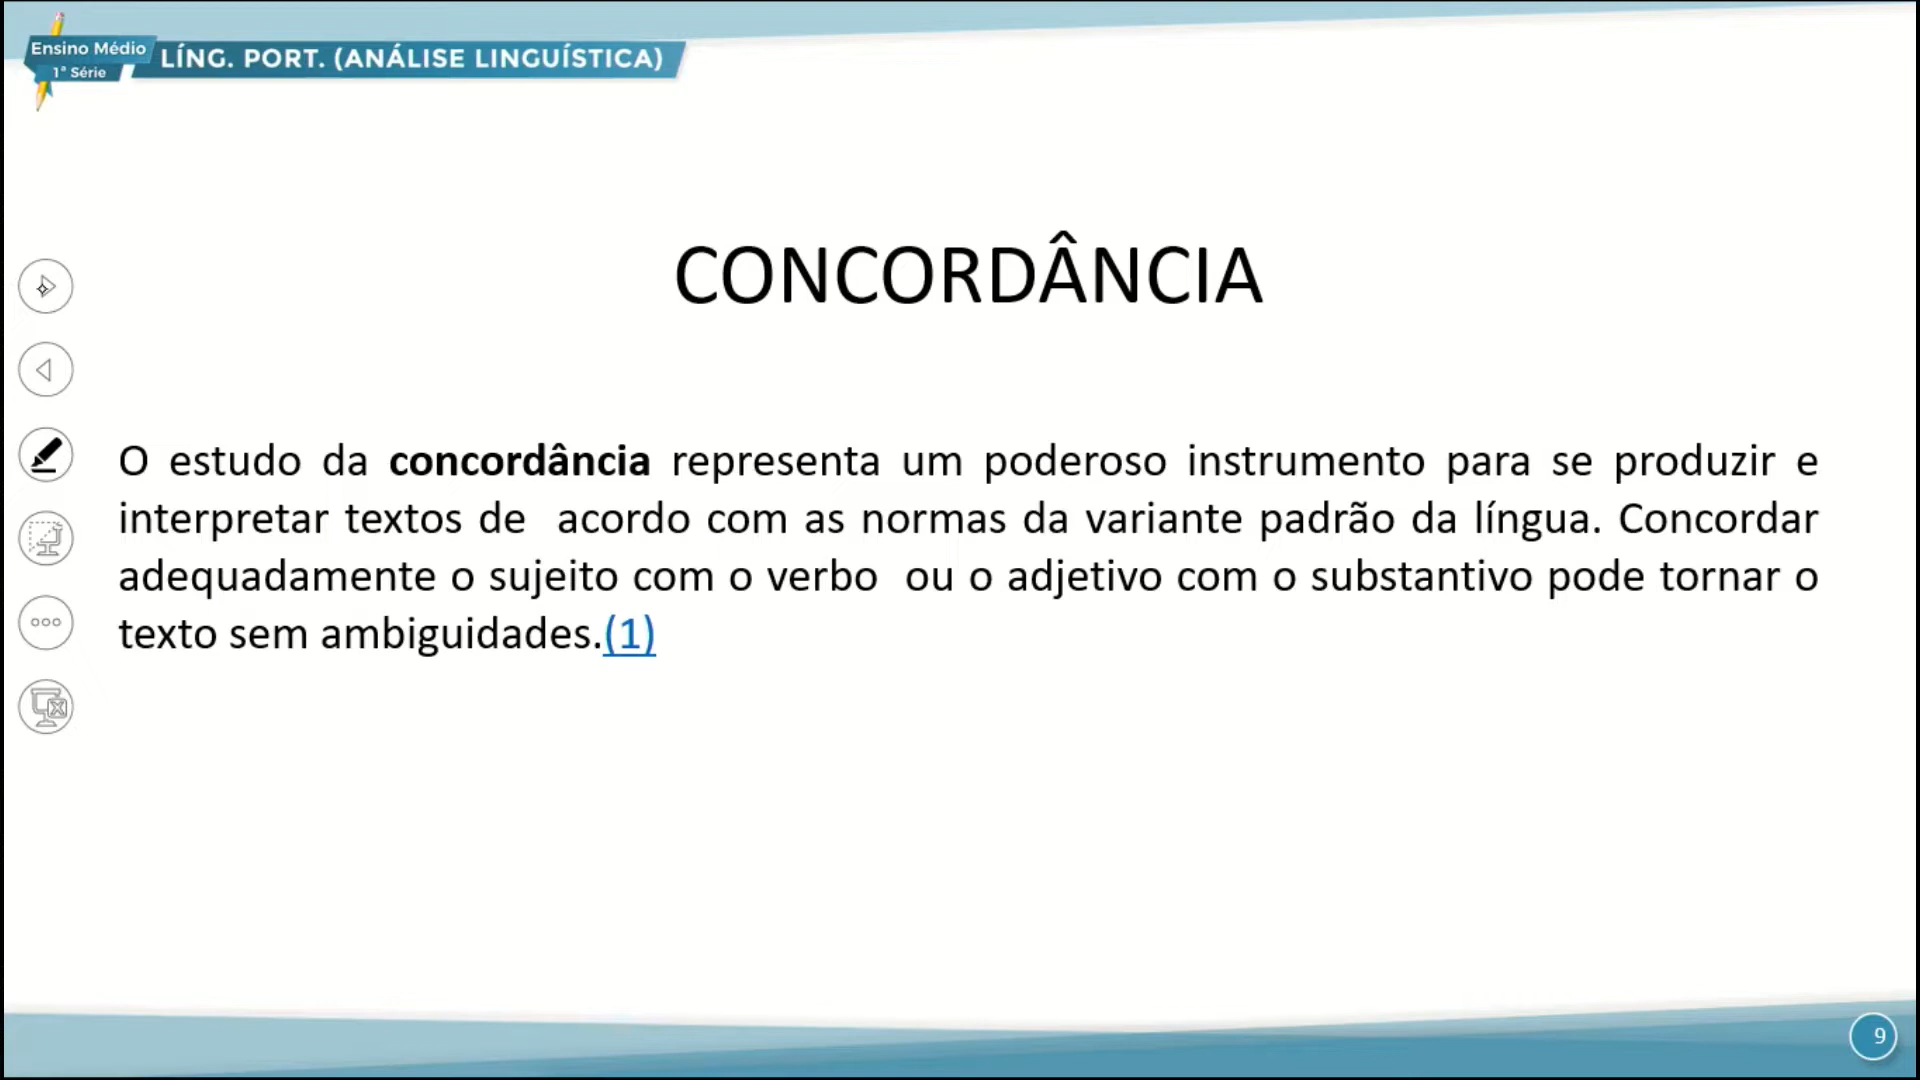 Ensino Médio
1ª Série
LÍNG. PORT. (ANÁLISE LINGUÍSTICA)
CONCORDÂNCIA
O estudo da concordância representa um poderoso instrumento para se produzir e
interpretar textos de acordo com as normas da variante padrão da língua. Concordar
adequadamente o sujeito com o verbo ou o adjetivo com o substantivo pode tornar o
texto sem ambiguidades.(1)
9